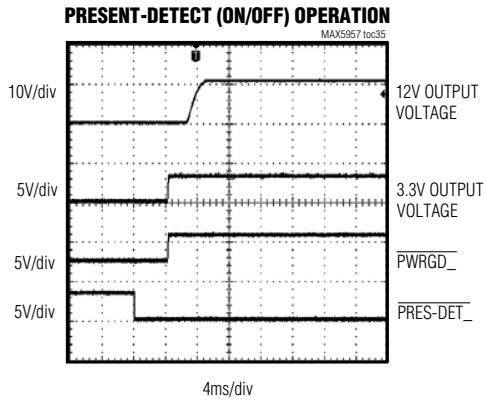 PRESENT-DETECT (ON/OFF) OPERATION
MAX5957 toc35
T
10V/div
12V OUTPUT
VOLTAGE
5V/div
3.3V OUTPUT
VOLTAGE
5V/div
PWRGD_
5V/div
PRES-DET_
4ms/div